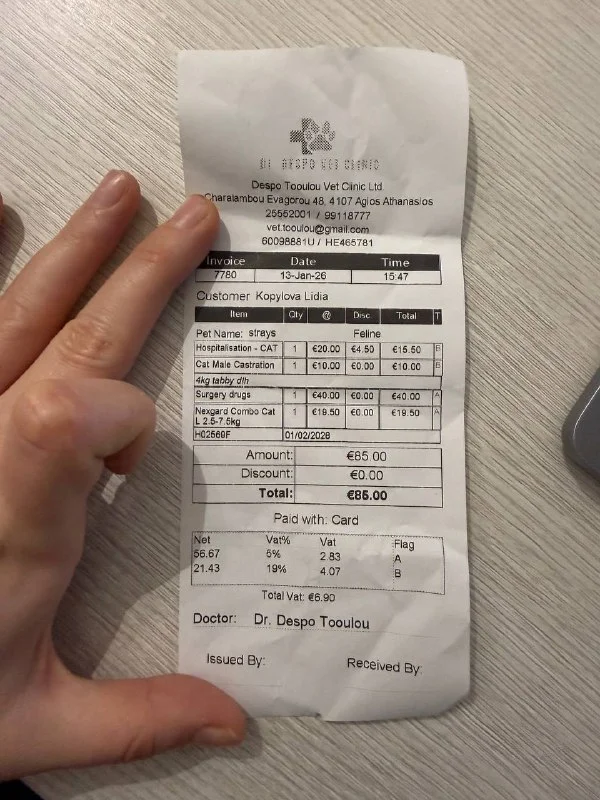 DR DESPO VET CLINIC
Despo Tooulou Vet Clinic Ltd
Charalambou Evagorou 48, 4107 Agios Athanasios
25552001 / 99118777
vet.tooulou@gmail.com
60098881U / HE465781
Invoice Date Time
7780 13-Jan-26 15:47
Customer Kopylova Lidia
Item Qty @ Disc. Total T
Pet Name: strays Feline
Hospitalisation - CAT 1 €20.00 €4.50 €15.50 B
Cat Male Castration 1 €10.00 €0.00 €10.00 B
4kg tabby dlh
Surgery drugs 1 €40.00 €0.00 €40.00 A
Nexgard Combo Cat 1 €19.50 €0.00 €19.50 A
L 2.5-7.5kg
H02569F 01/02/2028
Amount: €85.00
Discount: €0.00
Total: €85.00
Paid with: Card
Net Vat% Vat Flag
56.67 5% 2.83 A
21.43 19% 4.07 B
Total Vat: €6.90
Doctor: Dr. Despo Tooulou
Issued By: Received By: